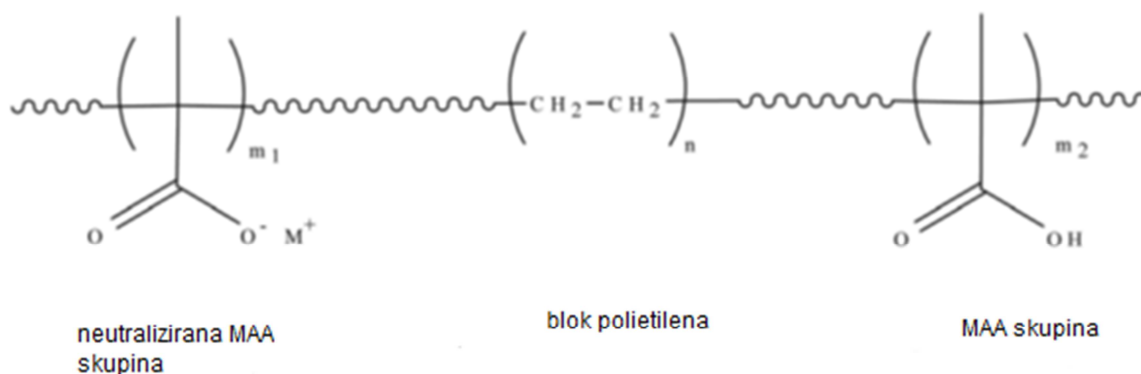 CH2-CH2
m1
n
m2
O
O- M+
O
OH
neutralizirana MAA
skupina
blok polietilena
MAA skupina